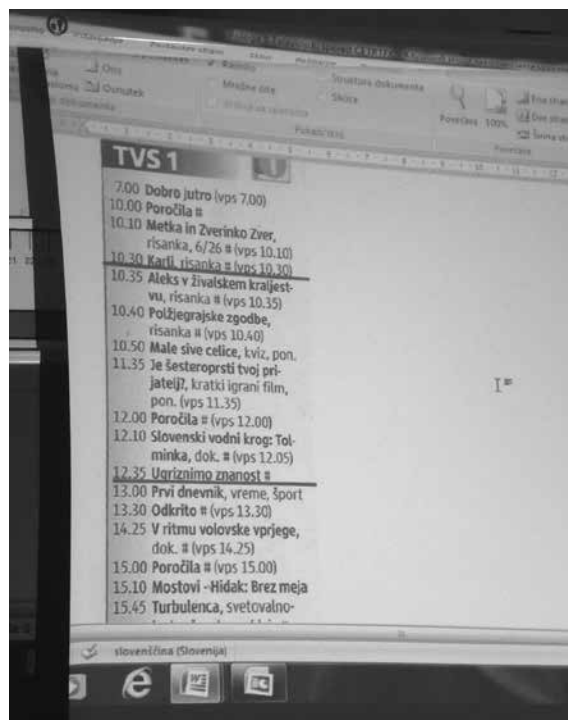 Osnutek
Mrežne črte
Struktura dokumenta
Skice
Povečava 100%
TVS 1
7.00 Dobro jutro (vps 7.00)
10.00 Poročila #
10.10 Metka in Zverinko Zver,
risanka, 6/26 # (vps 10.10)
10.30 Karli, risanka # (vps 10.30)
10.35 Aleks v živalskem kraljest-
vu, risanka # (vps 10.35)
10.40 Polžjegrajske zgodbe,
risanka # (vps 10.40)
10.50 Male sive celice, kviz, pon.
11.35 Je šesteroprsti tvoj pri-
jatelj?, kratki igrani film,
pon. (vps 11.35)
12.00 Poročila # (vps 12.00)
12.10 Slovenski vodni krog: Tol-
minka, dok. # (vps 12.05)
12.35 Ugriznimo znanost #
13.00 Prvi dnevnik, vreme, šport
13.30 Odkrito # (vps 13.30)
14.25 V ritmu volovske vprjege,
dok. # (vps 14.25)
15.00 Poročila # (vps 15.00)
15.10 Mostovi - Hidak: Brez meja
15.45 Turbulenca, svetovalno-
slovenščina (Slovenija)